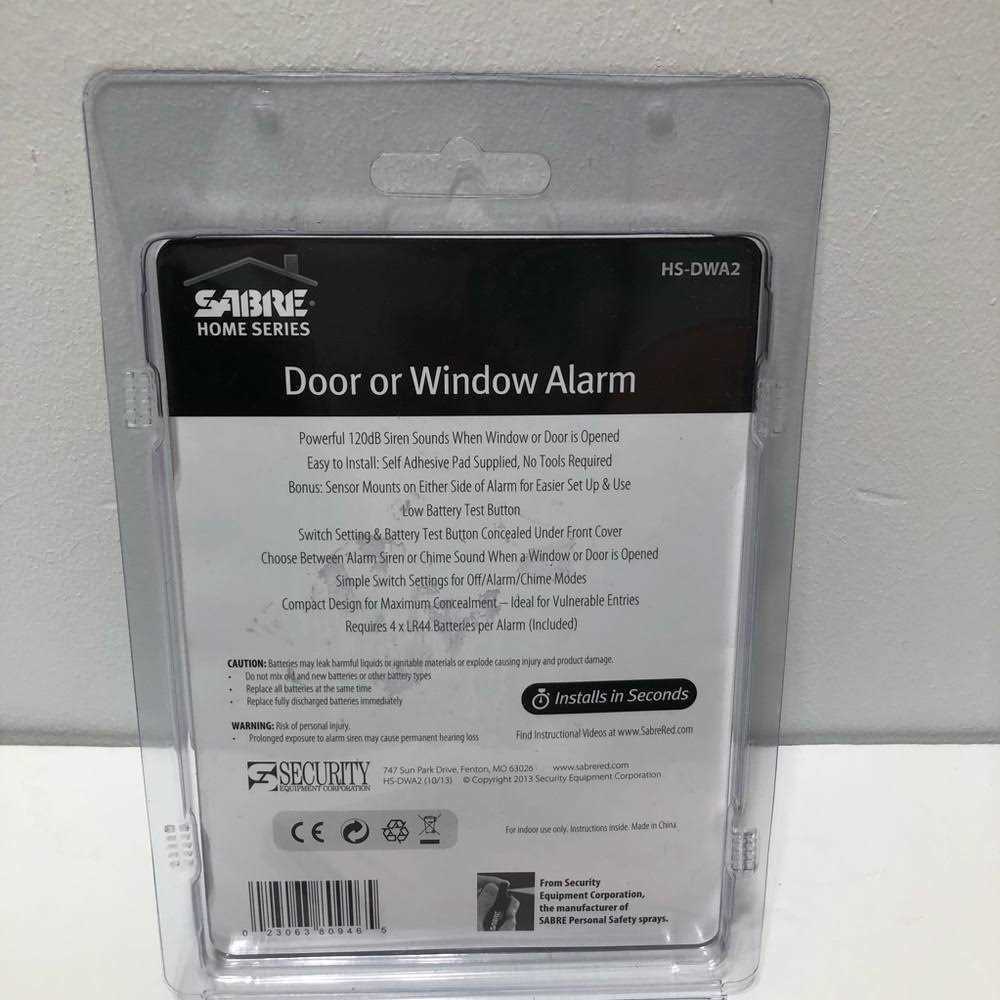 HS-DWA2
SABRE
HOME SERIES
Door or Window Alarm
Powerful 120dB Siren Sounds When Window or Door is Opened
Easy to Install: Self Adhesive Pad Supplied, No Tools Required
Bonus: Sensor Mounts on Either Side of Alarm for Easier Set Up & Use
Low Battery Test Button
Switch Setting & Battery Test Button Concealed Under Front Cover
Choose Between Alarm Siren or Chime Sound When a Window or Door is Opened
Simple Switch Settings for Off/Alarm/Chime Modes
Compact Design for Maximum Concealment – Ideal for Vulnerable Entries
Requires 4 x LR44 Batteries per Alarm (Included)
CAUTION: Batteries may leak harmful liquids or ignitable materials or explode causing injury and product damage.
• Do not mix old and new batteries or other battery types
• Replace all batteries at the same time
• Replace fully discharged batteries immediately
Installs in Seconds
WARNING: Risk of personal injury.
• Prolonged exposure to alarm siren may cause permanent hearing loss
Find Instructional Videos at www.SabreRed.com
SECURITY
EQUIPMENT CORPORATION
747 Sun Park Drive, Fenton, MO 63026 www.sabrered.com
HS-DWA2 (10/13) © Copyright 2013 Security Equipment Corporation
CE
For indoor use only. Instructions inside. Made in China
From Security
Equipment Corporation,
the manufacturer of
SABRE Personal Safety sprays.
SABRE
0 23063 80946 5